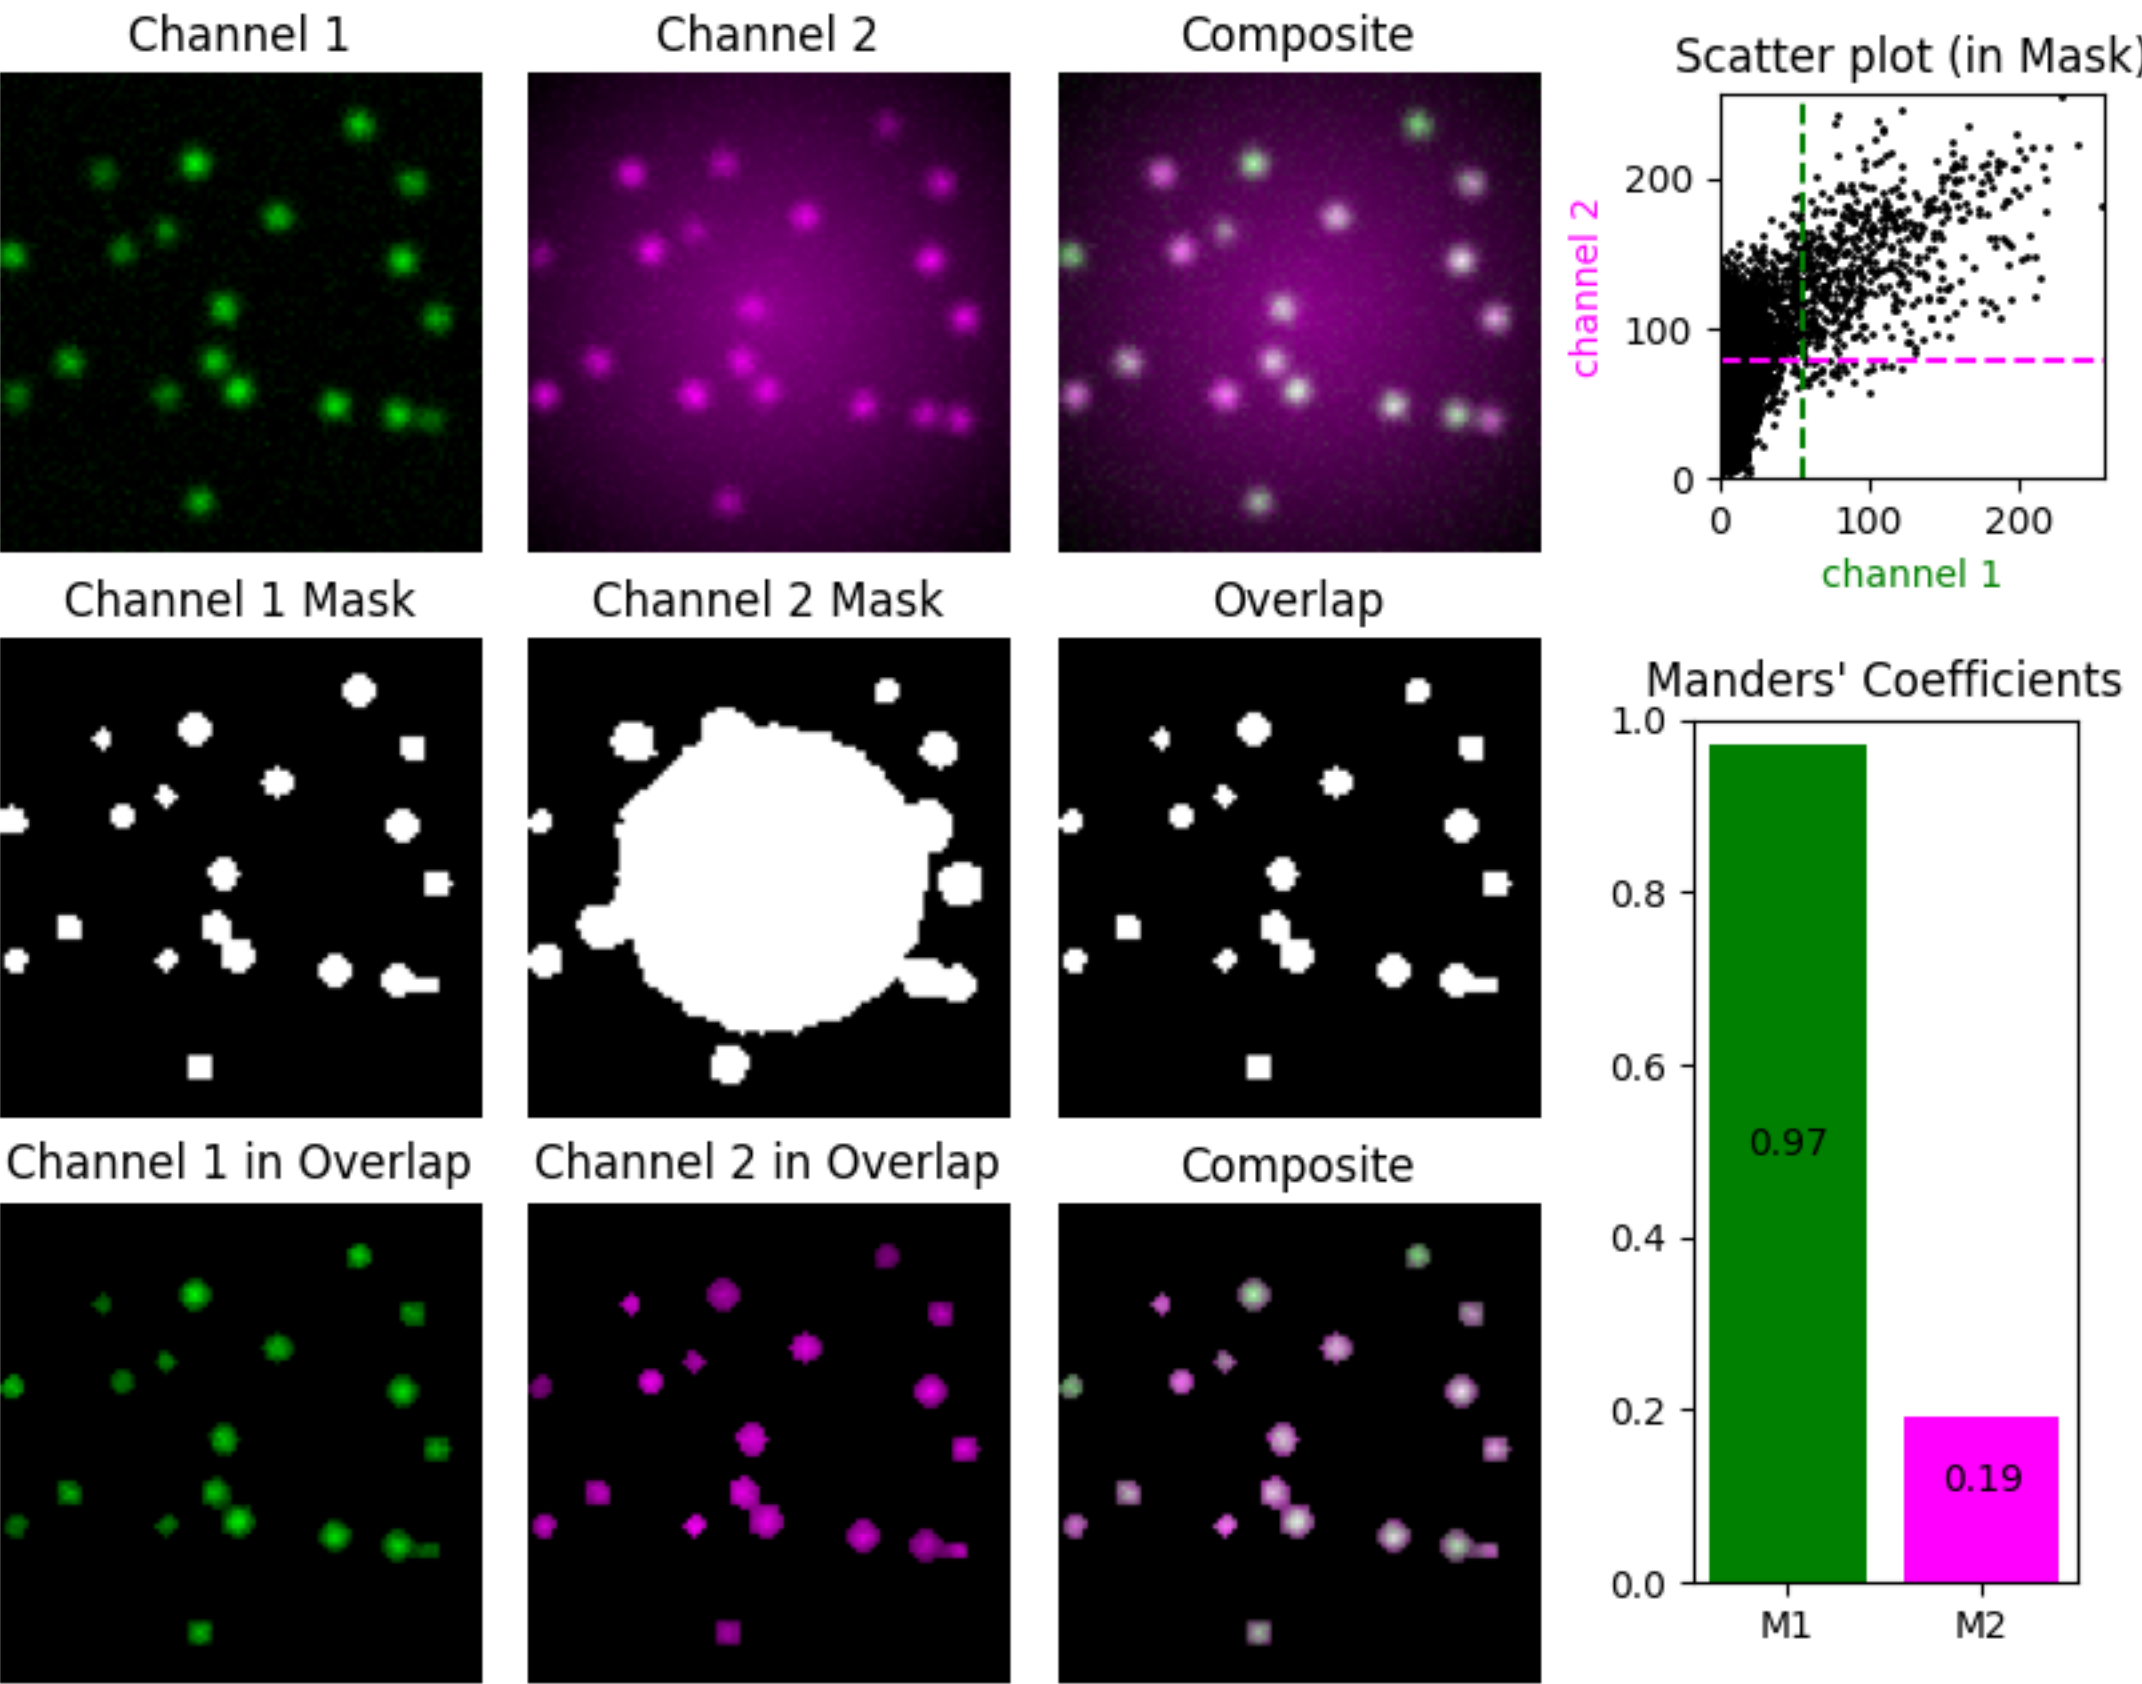 Channel 1
Channel 2
Composite
Scatter plot (in Mask)
200
100
0
channel 2
0
100
200
channel 1
Channel 1 Mask
Channel 2 Mask
Overlap
Manders' Coefficients
1.0
0.8
0.6
0.4
0.2
0.0
0.97
0.19
M1
M2
Channel 1 in Overlap
Channel 2 in Overlap
Composite